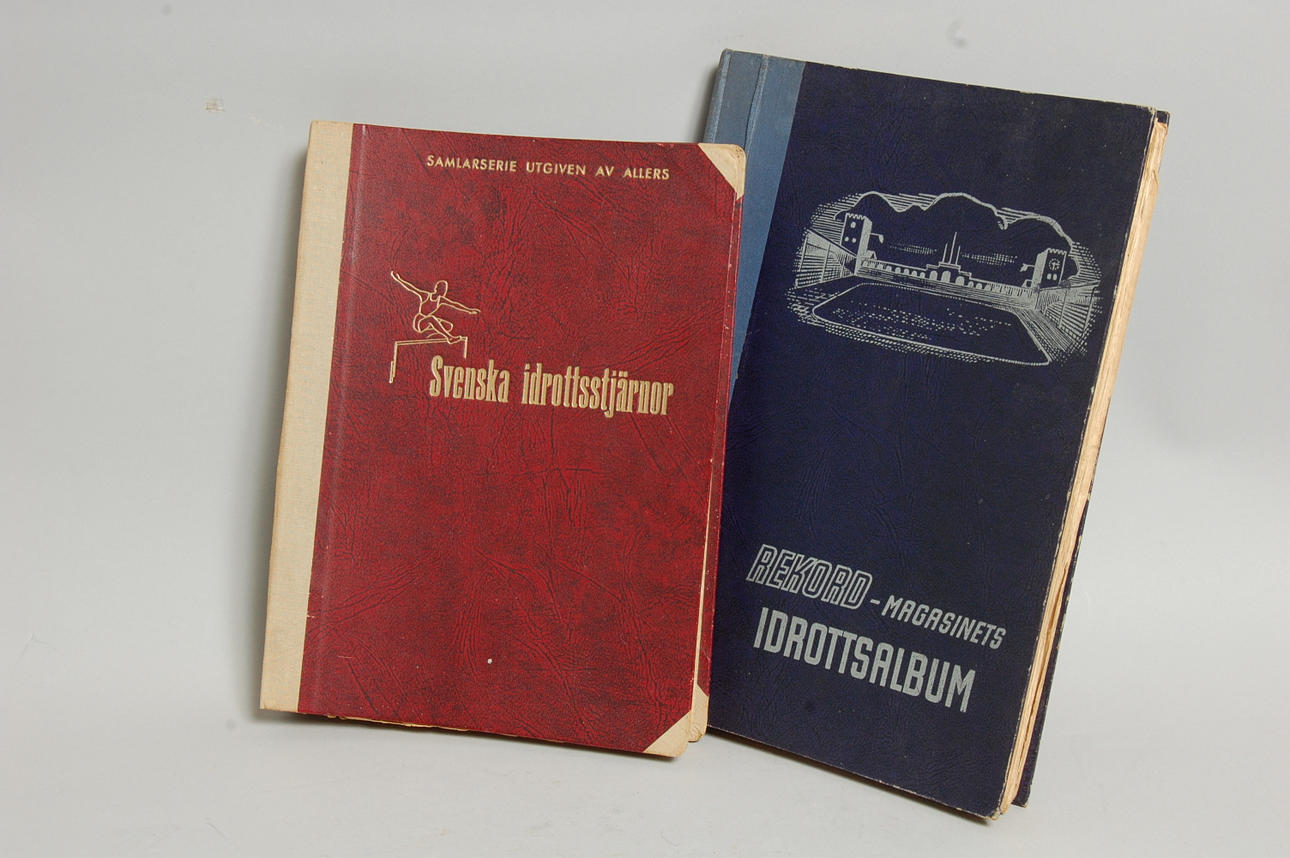 SAMLARSERIE UTGIVEN AV ALLERS
Svenska idrottsstjärnor
REKORD - MAGASINETS
IDROTTSALBUM